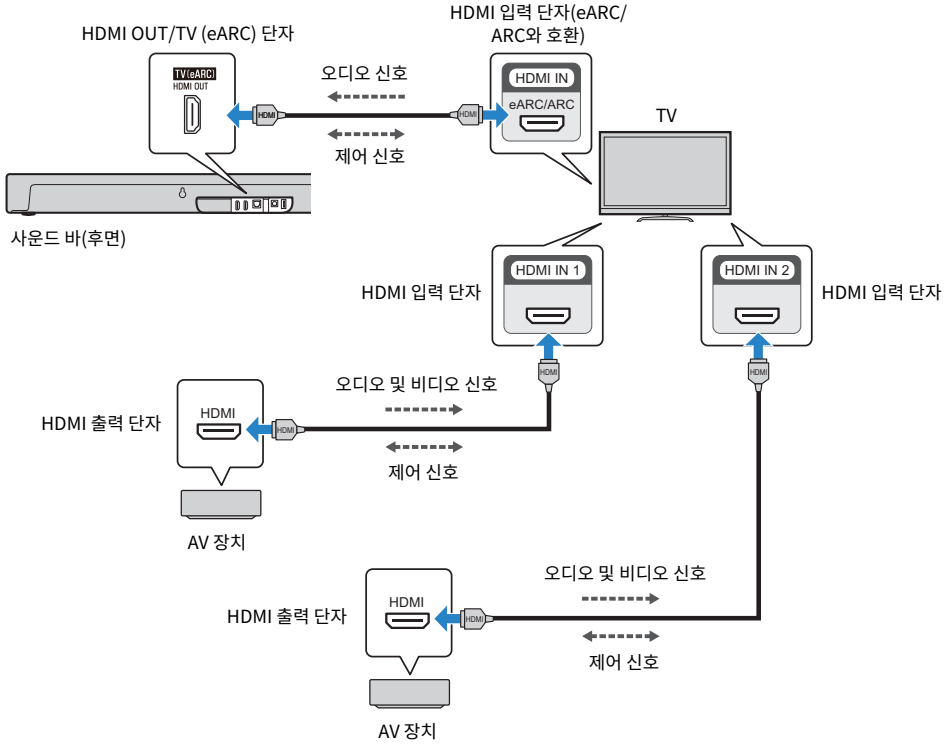 HDMI OUT/TV (eARC) 단자
HDMI 입력 단자(eARC/
ARC와 호환)
TV(eARC)
HDMI OUT
HDMI
오디오 신호
제어 신호
HDMI
HDMI IN
eARC/ARC
TV
사운드 바(후면)
HDMI 입력 단자
HDMI IN 1
HDMI IN 2
HDMI 입력 단자
HDMI
HDMI
HDMI 출력 단자
HDMI
HDMI
오디오 및 비디오 신호
제어 신호
AV 장치
HDMI 출력 단자
HDMI
HDMI
오디오 및 비디오 신호
제어 신호
AV 장치